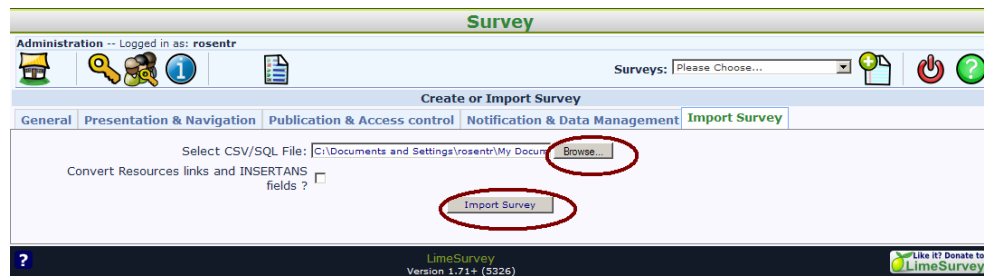 Survey
Administration -- Logged in as: rosentr
Surveys: Please Choose...
Create or Import Survey
General Presentation & Navigation Publication & Access control Notification & Data Management Import Survey
Select CSV/SQL File: C:\Documents and Settings\rosentr\My Docum Browse...
Convert Resources links and INSERTANS
fields ?
Import Survey
? LimeSurvey Like it? Donate to
Version 1.71+ (5326) LimeSurvey